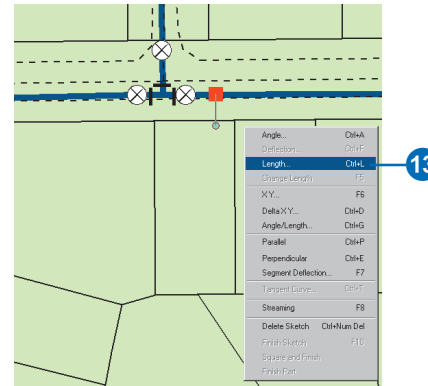 Angle... Ctrl+A
Deflection... Ctrl+F
Length... Ctrl+L
13
Change Length F5
X Y... F6
Delta X Y... Ctrl+D
Angle/Length... Ctrl+G
Parallel Ctrl+P
Perpendicular Ctrl+E
Segment Deflection... F7
Tangent Curve... Ctrl+T
Streaming F8
Delete Sketch Ctrl+Num Del
Finish Sketch F10
Square and Finish
Finish Part